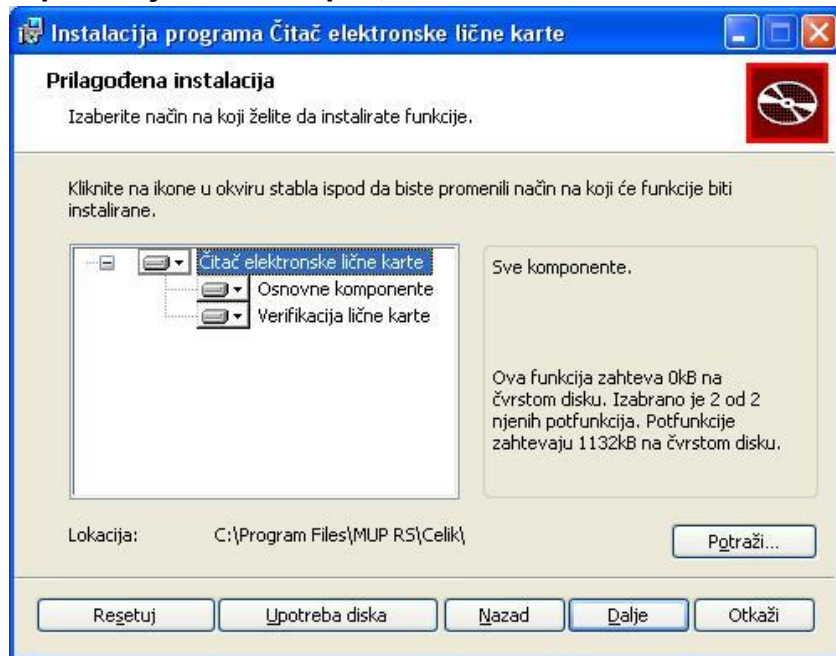 Instalacija programa Čitač elektronske lične karte
Prilagođena instalacija
Izaberite način na koji želite da instalirate funkcije.
Kliknite na ikone u okviru stabla ispod da biste promenili način na koji će funkcije biti
instalirane.
Čitač elektronske lične karte
Osnovne komponente
Verifikacija lične karte
Sve komponente.
Ova funkcija zahteva 0kB na
čvrstom disku. Izabrano je 2 od 2
njenih potfunkcija. Potfunkcije
zahtevaju 1132kB na čvrstom disku.
Lokacija: C:\Program Files\MUP RS\Celik\
Potraži...
Resetuj Upotreba diska Nazad Dalje Otkaži